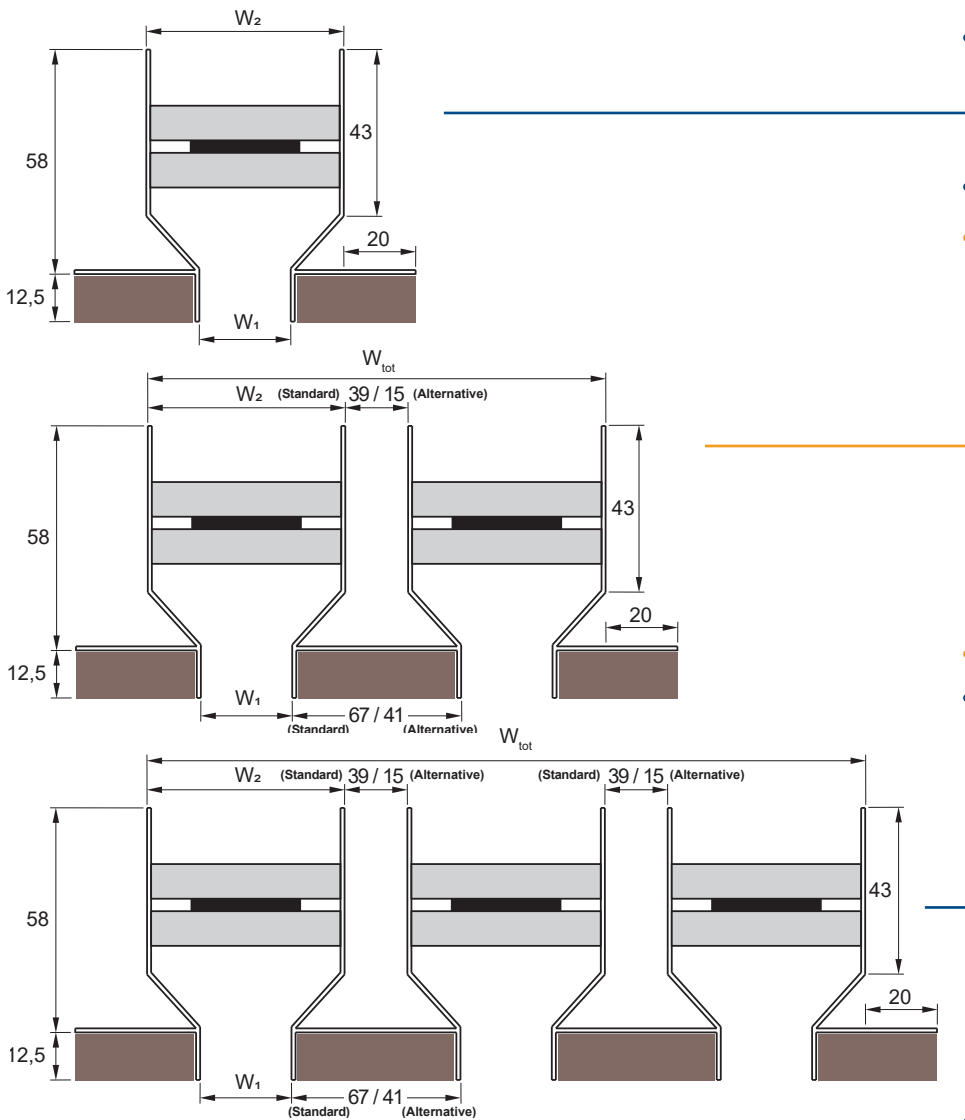 W₂
58
43
20
12,5
W₁
Wtot
W₂ (Standard) 39 / 15 (Alternative)
58
43
20
12,5
W₁
67 / 41
(Standard) (Alternative)
Wtot
W₂ (Standard) 39 / 15 (Alternative) (Standard) 39 / 15 (Alternative)
58
43
20
12,5
W₁
67 / 41
(Standard) (Alternative)